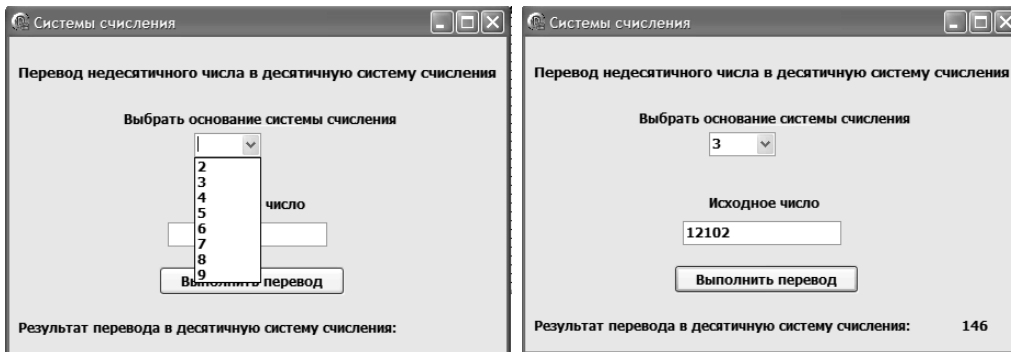 Системы счисления
Перевод недесятичного числа в десятичную систему счисления
Выбрать основание системы счисления
2
3
4
5
6
7
8
9
число
Выполнить перевод
Результат перевода в десятичную систему счисления:
Системы счисления
Перевод недесятичного числа в десятичную систему счисления
Выбрать основание системы счисления
3
Исходное число
12102
Выполнить перевод
Результат перевода в десятичную систему счисления: 146